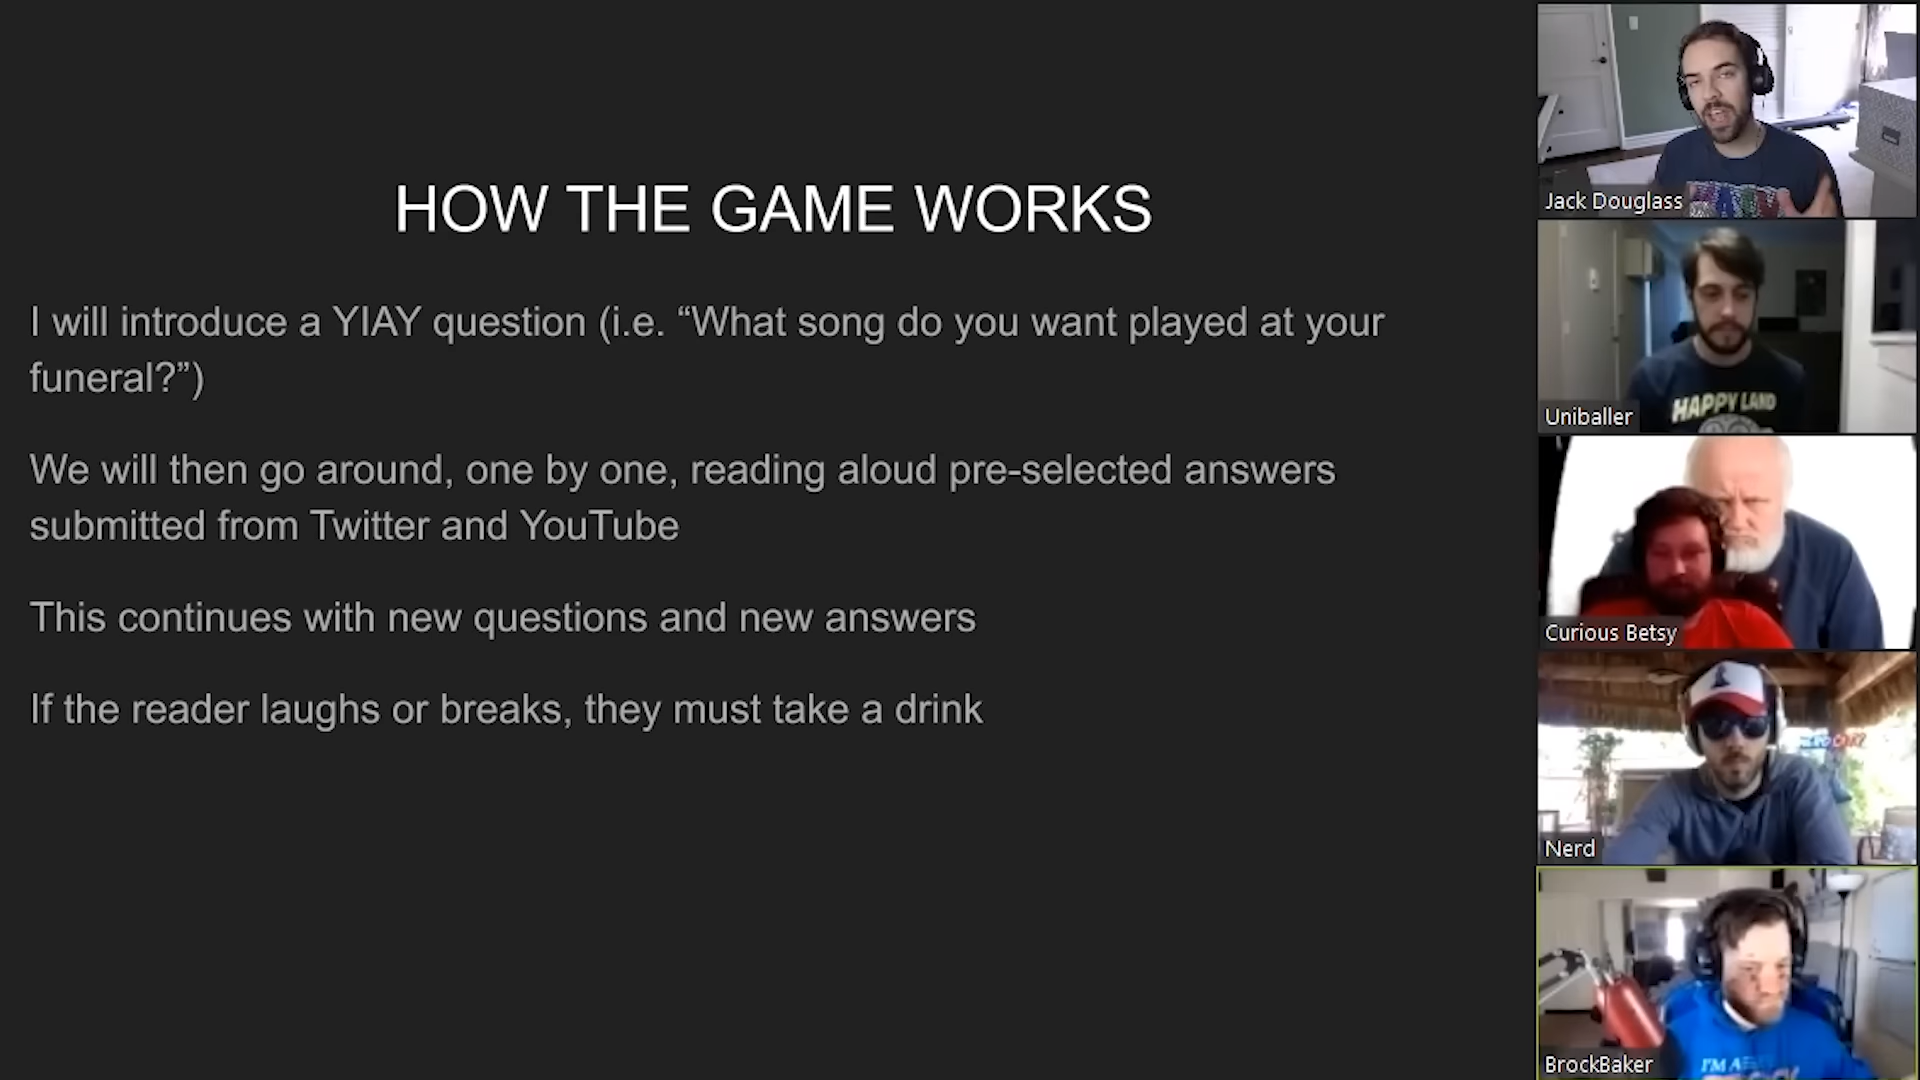 HOW THE GAME WORKS
I will introduce a YIAY question (i.e. “What song do you want played at your
funeral?”)
We will then go around, one by one, reading aloud pre-selected answers
submitted from Twitter and YouTube
This continues with new questions and new answers
If the reader laughs or breaks, they must take a drink
Jack Douglass
Uniballer
HAPPY LAND
Curious Betsy
Nerd
BrockBaker
I'M A